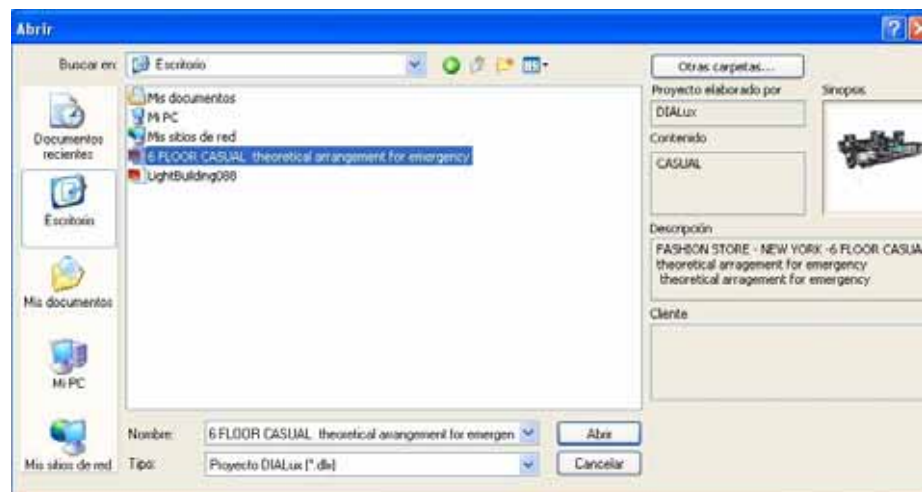 Abrir
Buscar en: Escritorio
Otras carpetas...
Documentos recientes
Escritorio
Mis documentos
Mi PC
Mis sitios de red
Mis documentos
Mi PC
Mis sitios de red
6 FLOOR CASUAL theoretical arrangement for emergency
LightBuilding088
Nombre: 6 FLOOR CASUAL theoretical arrangement for emergen
Abrir
Tipo: Proyecto DIALux (*.dlx)
Cancelar
Proyecto elaborado por
DIALux
Sinopsis
Contenido
CASUAL
Descripción
FASHION STORE - NEW YORK -6 FLOOR CASUA
theoretical arragement for emergency
theoretical arragement for emergency
Cliente